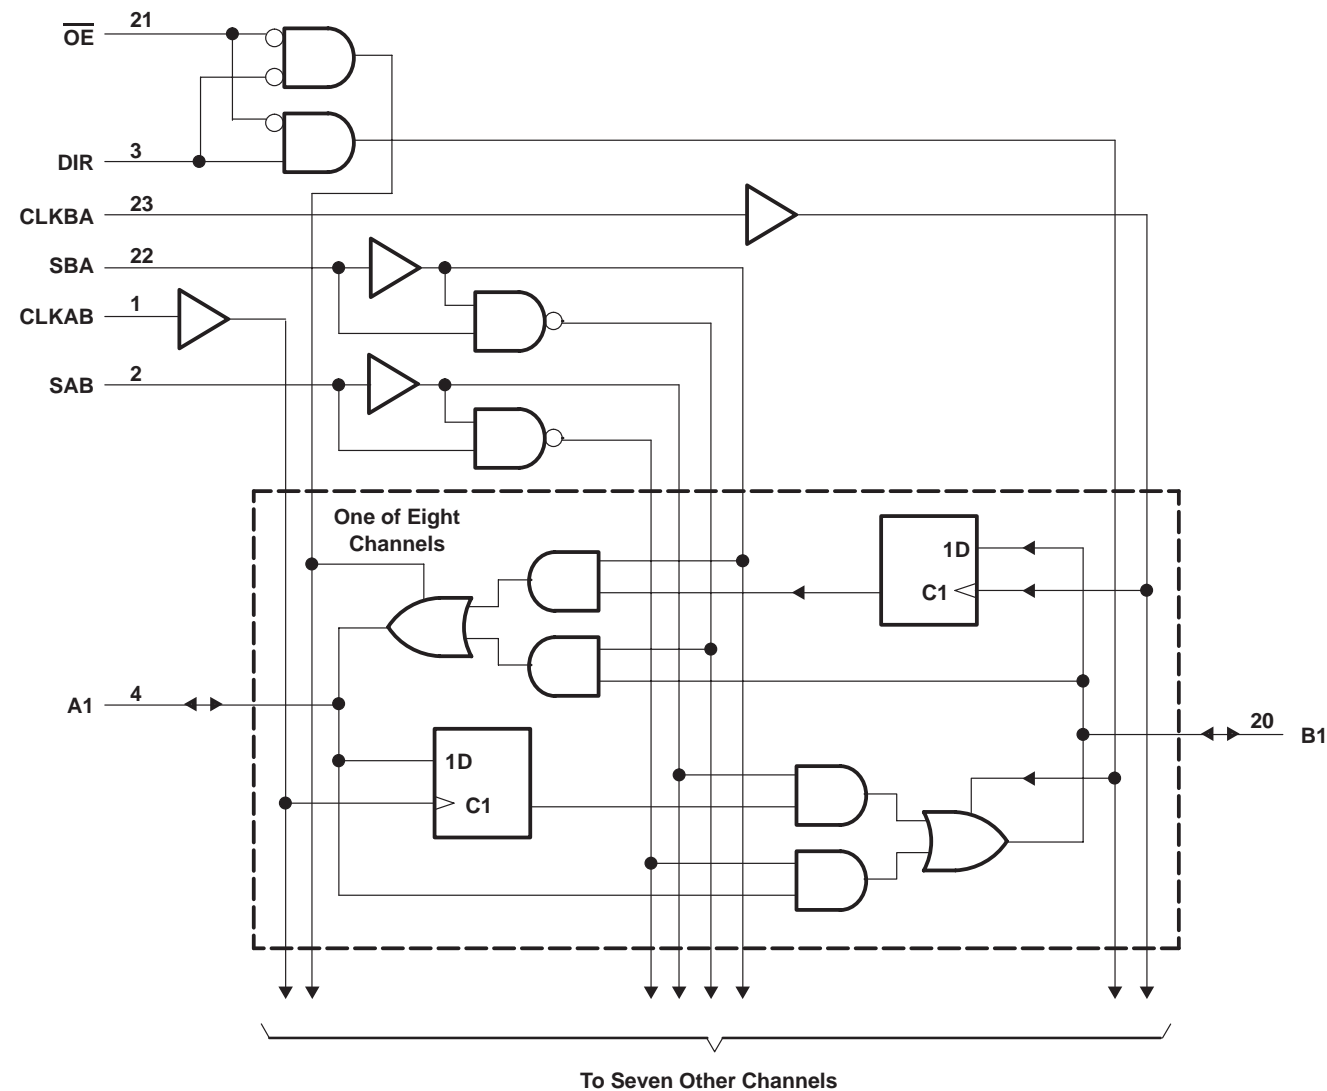 O̅E̅ 21
DIR 3
CLKBA 23
SBA 22
CLKAB 1
SAB 2
One of Eight
Channels
1D
C1
A1 4
1D
C1
20 B1
To Seven Other Channels